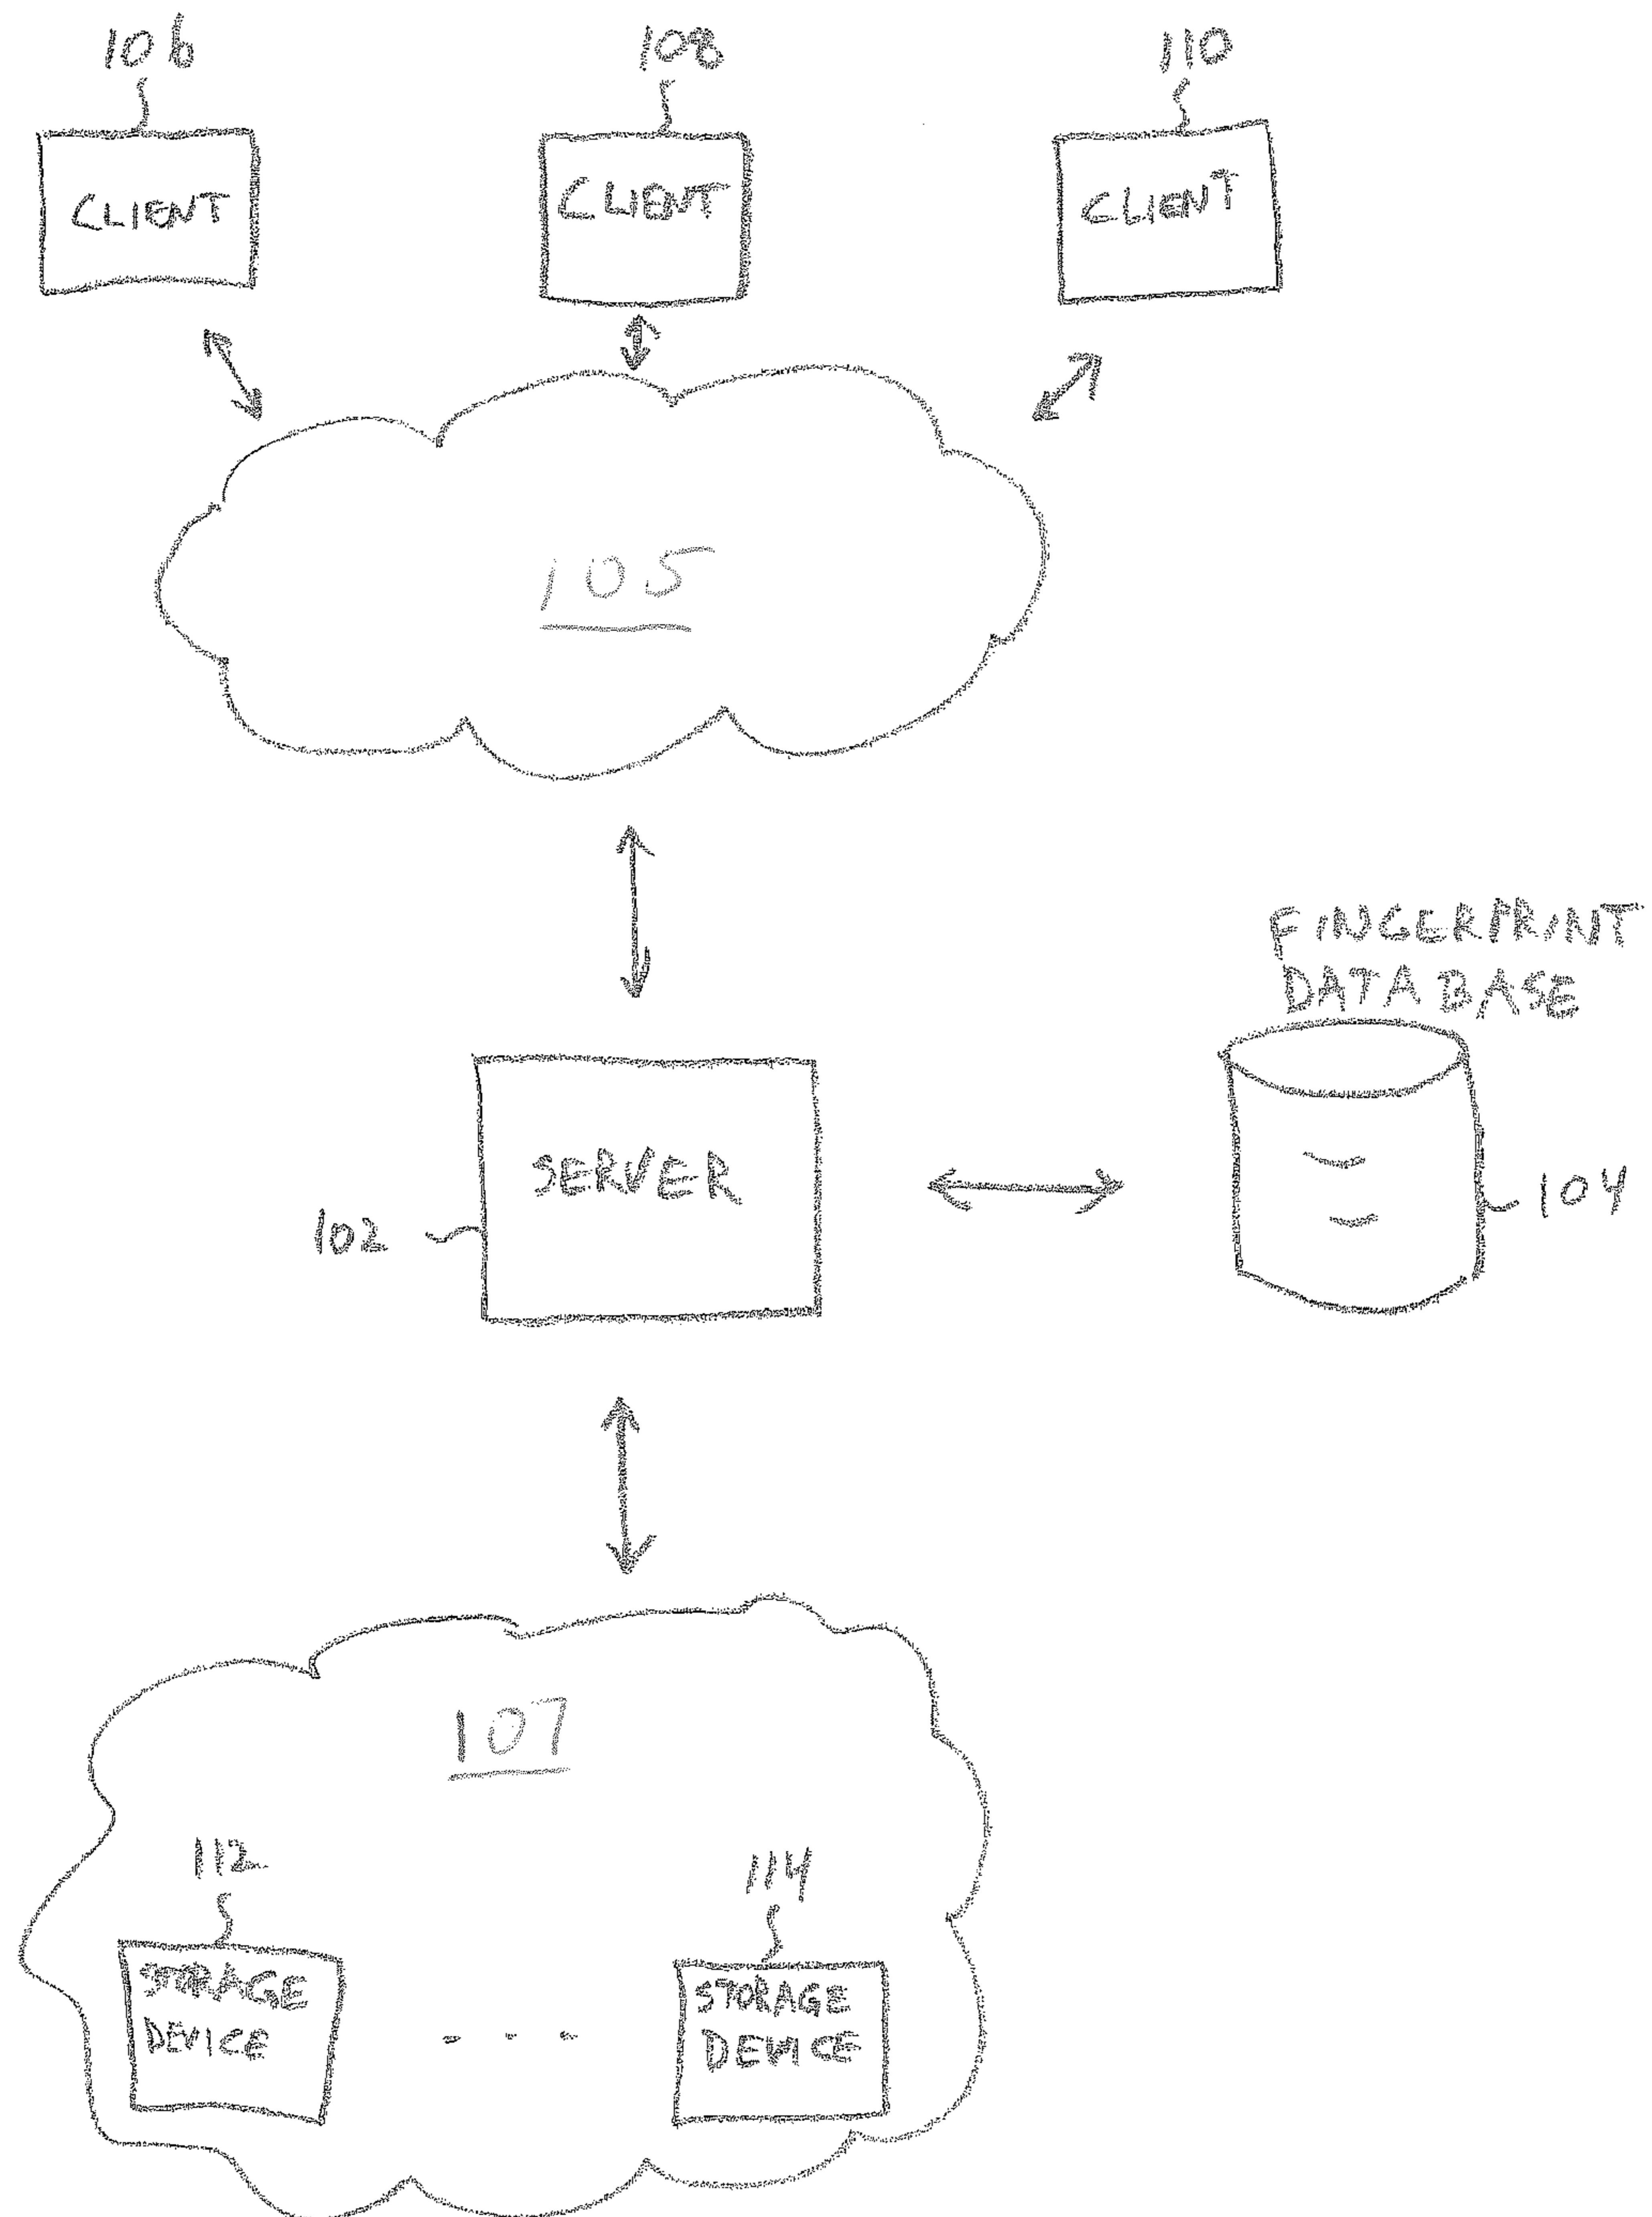 106
108
110
CLIENT
CLIENT
CLIENT
105
FINGERPRINT
DATABASE
SERVER
102
104
107
112
114
STORAGE
DEVICE
- - -
STORAGE
DEVICE